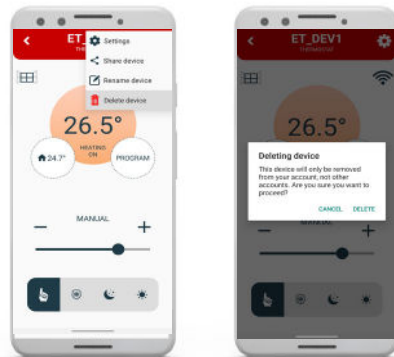 ET_
Settings
Share device
Rename device
Delete device
26.5°
HEATING
ON
24.7°
PROGRAM
MANUAL
ET_DEV1
THERMOSTAT
26.5°
Deleting device
This device will only be removed
from your account, not other
accounts. Are you sure you want to
proceed?
CANCEL DELETE
MANUAL